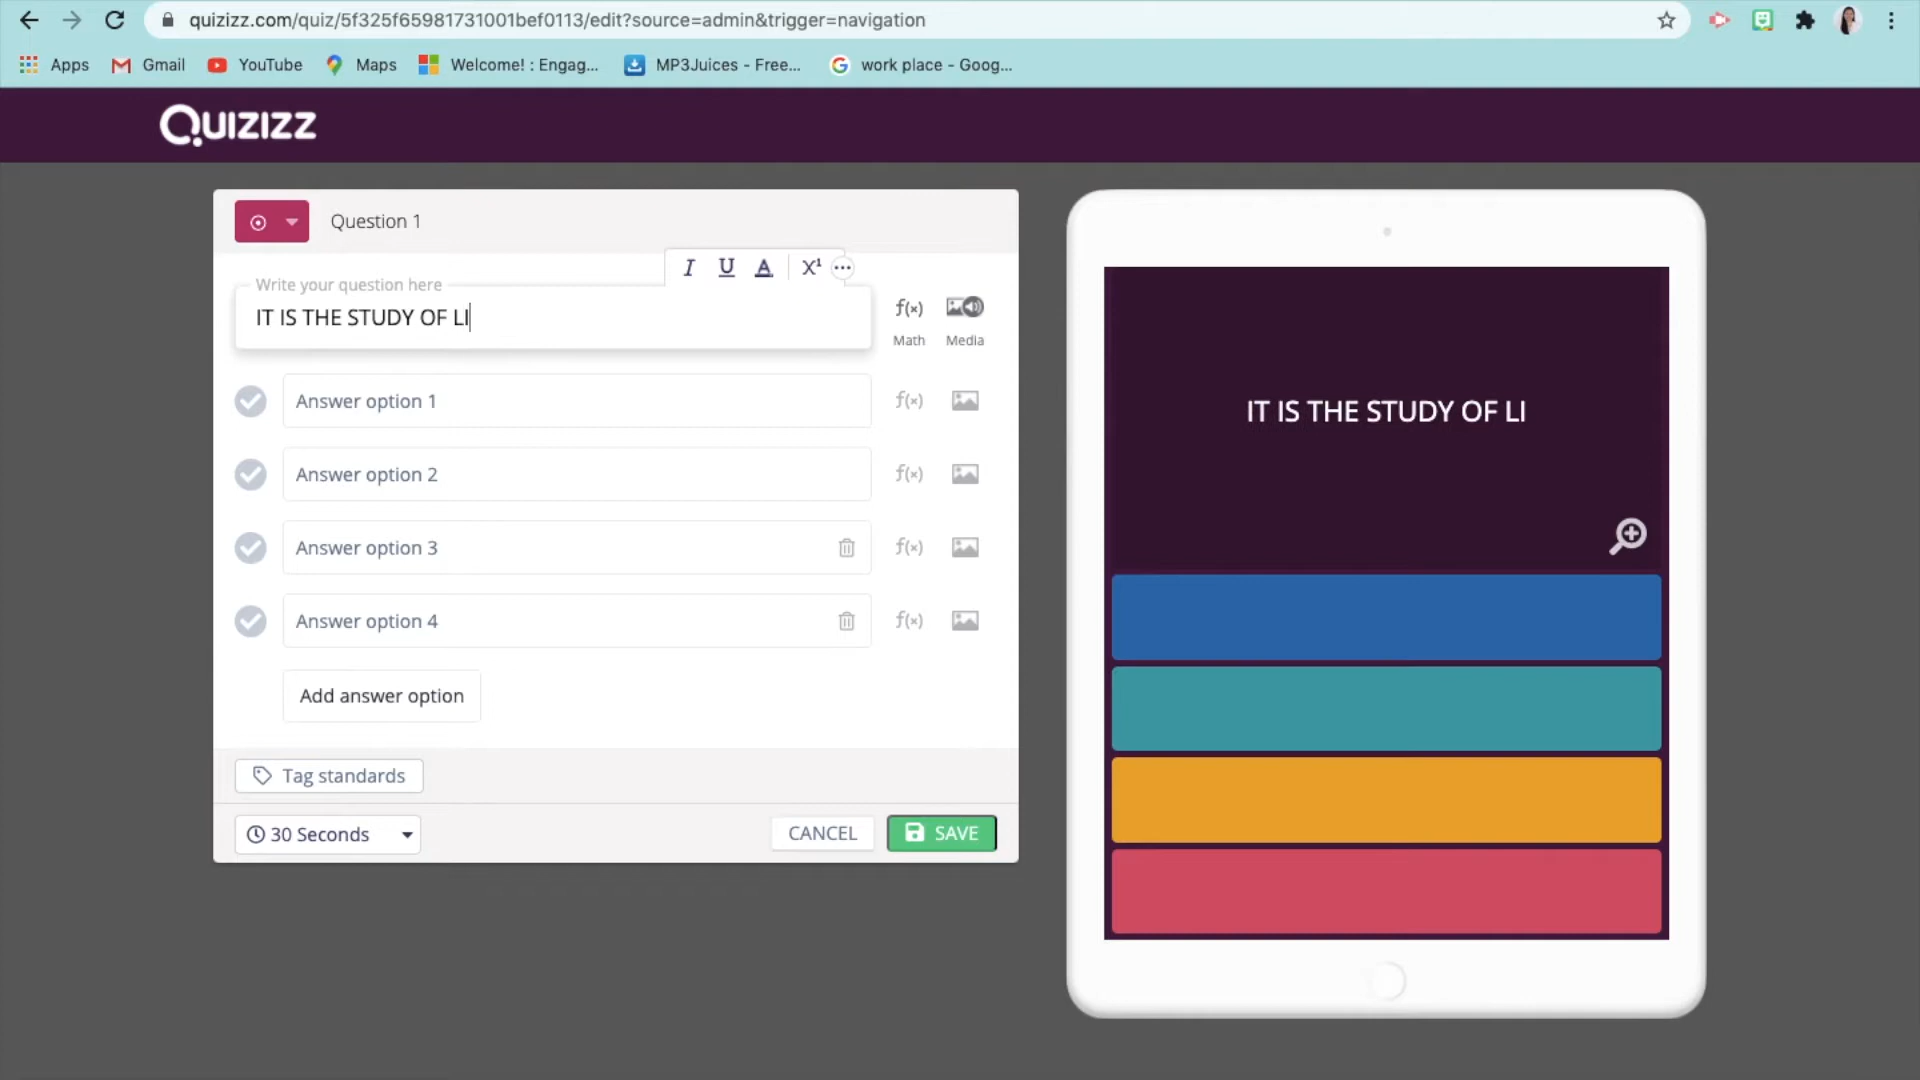 quizizz.com/quiz/5f325f65981731001bef0113/edit?source=admin&trigger=navigation
Apps Gmail YouTube Maps Welcome! : Engag... MP3Juices - Free... work place - Goog...
QUIZIZZ
Question 1
I U A X¹ ...
Write your question here
IT IS THE STUDY OF LI
f(x) Math
Media
Answer option 1
f(x)
Answer option 2
f(x)
Answer option 3
f(x)
Answer option 4
f(x)
Add answer option
Tag standards
30 Seconds
CANCEL
SAVE
IT IS THE STUDY OF LI